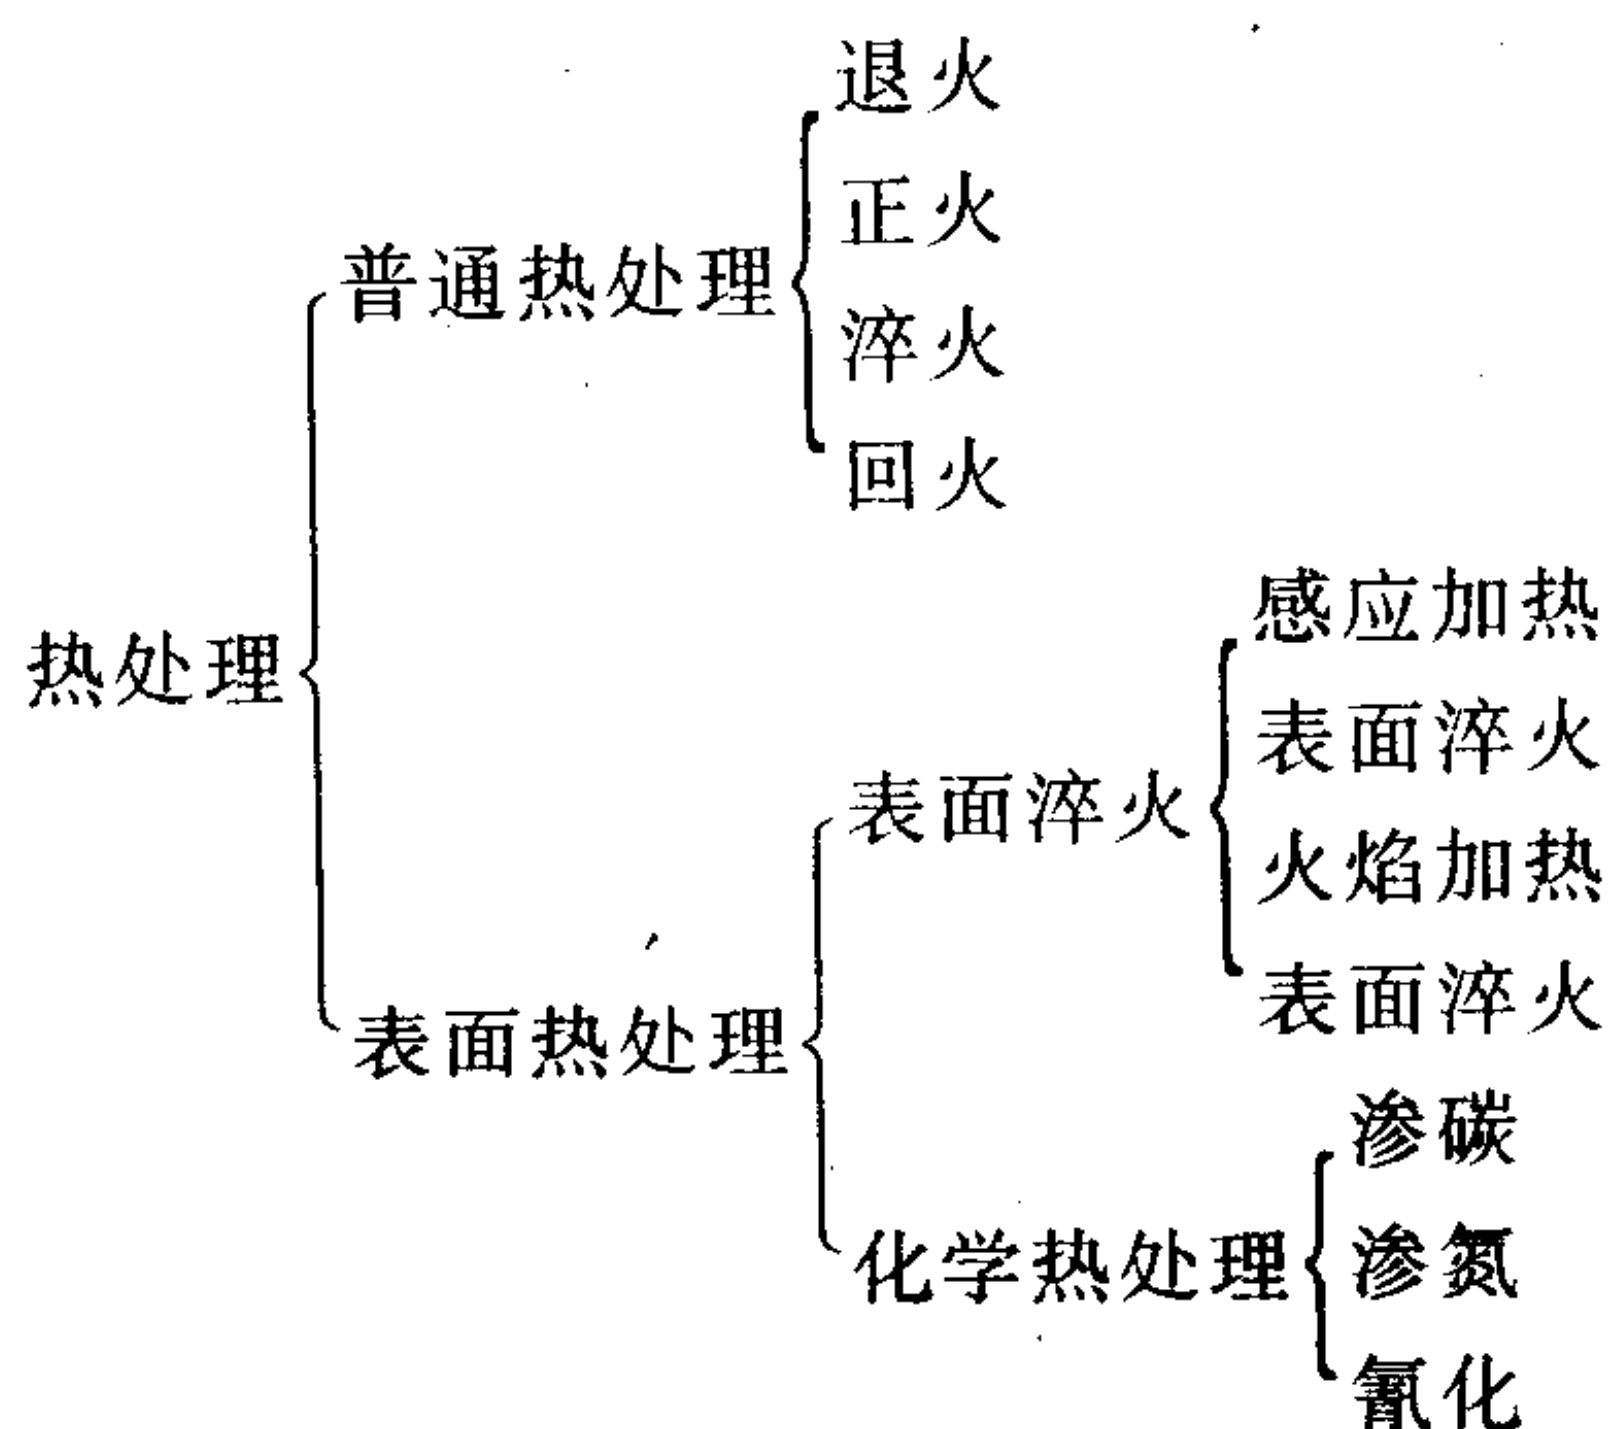 热处理
普通热处理
退火
正火
淬火
回火
表面热处理
表面淬火
感应加热
表面淬火
火焰加热
表面淬火
化学热处理
渗碳
渗氮
氰化